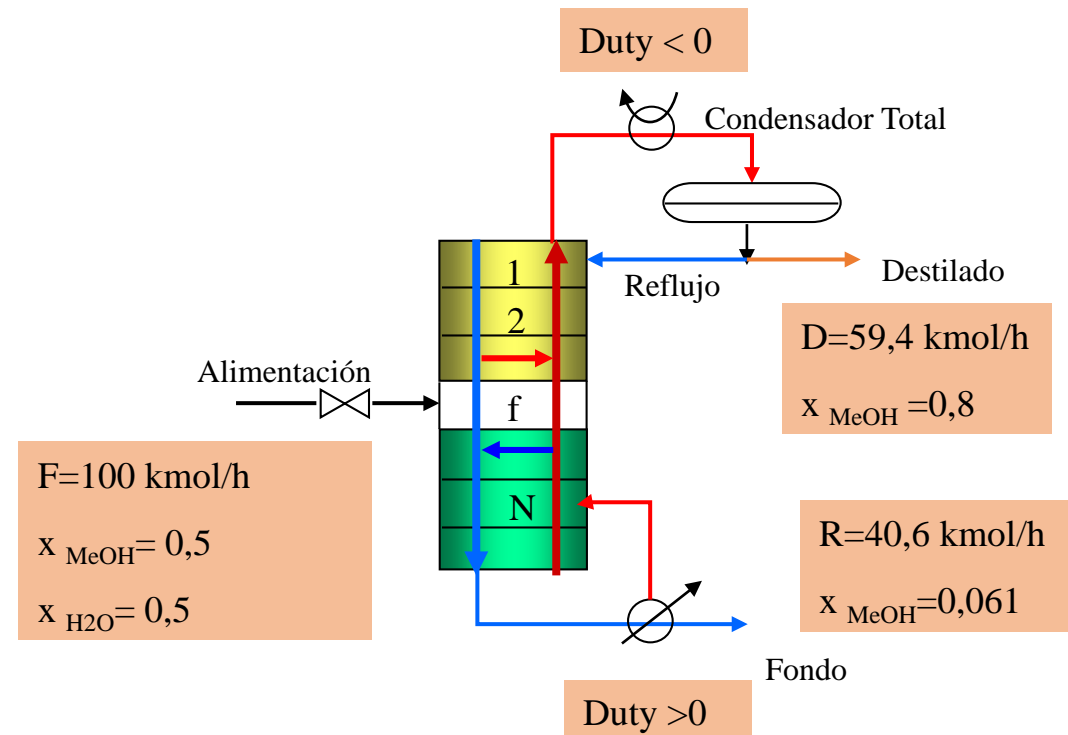 Duty < 0
Condensador Total
1
2
Reflujo
Destilado
D=59,4 kmol/h
x MeOH =0,8
Alimentación
f
F=100 kmol/h
x MeOH= 0,5
x H2O= 0,5
N
R=40,6 kmol/h
x MeOH=0,061
Fondo
Duty >0